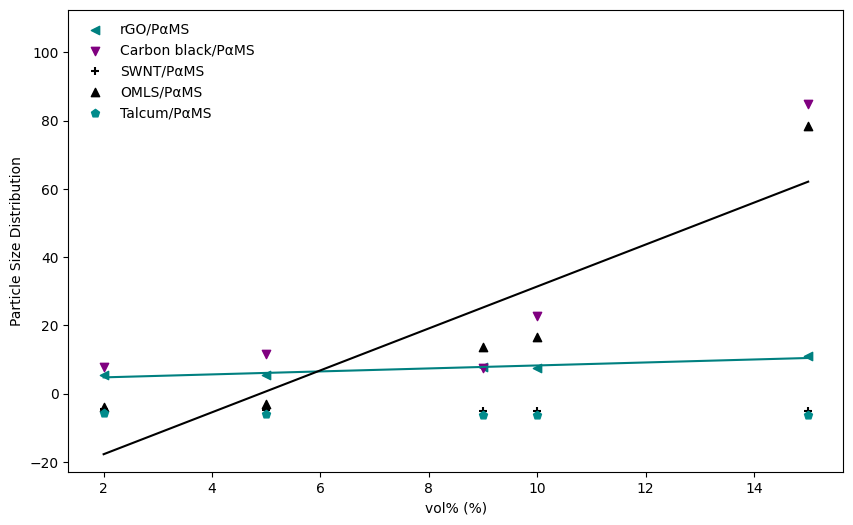 rGO/PαMS
Carbon black/PαMS
SWNT/PαMS
OMLS/PαMS
Talcum/PαMS
Particle Size Distribution
100
80
60
40
20
0
−20
2 4 6 8 10 12 14
vol% (%)